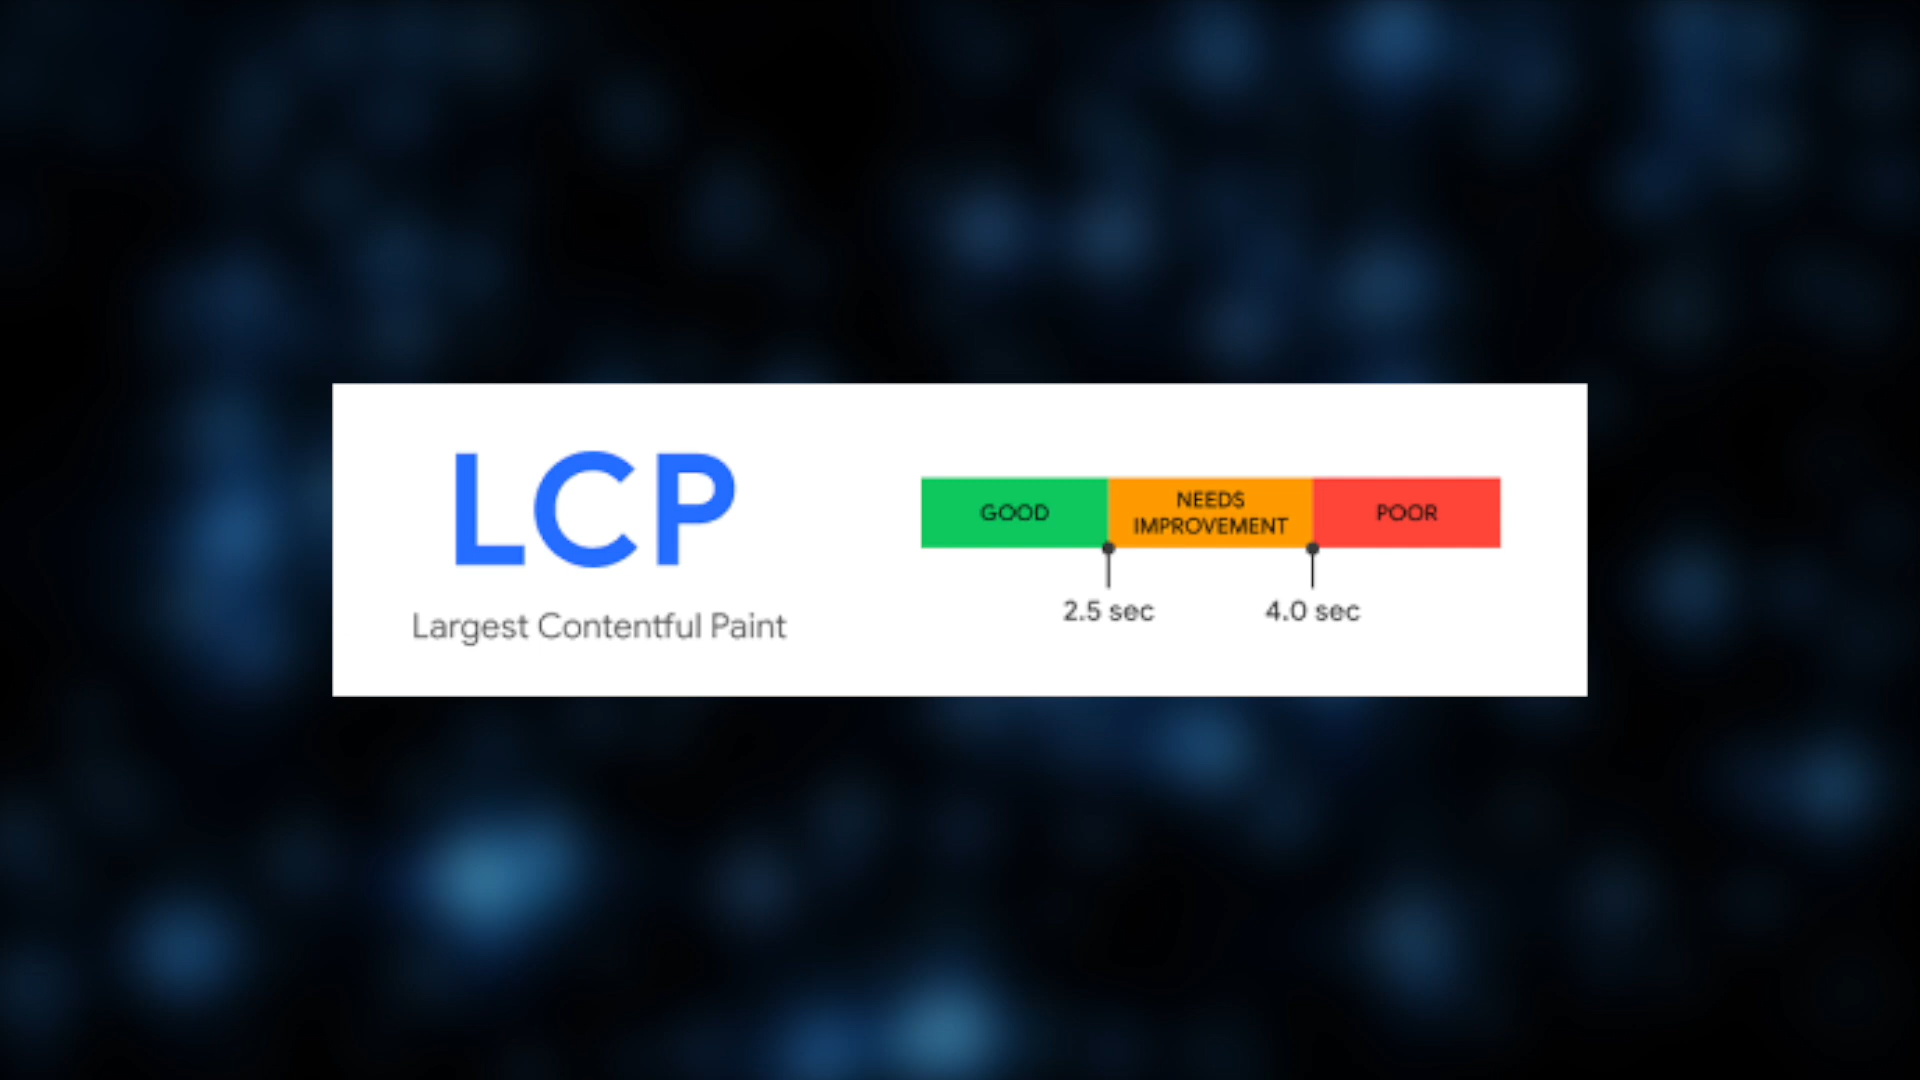 LCP
Largest Contentful Paint
GOOD
NEEDS
IMPROVEMENT
POOR
2.5 sec
4.0 sec